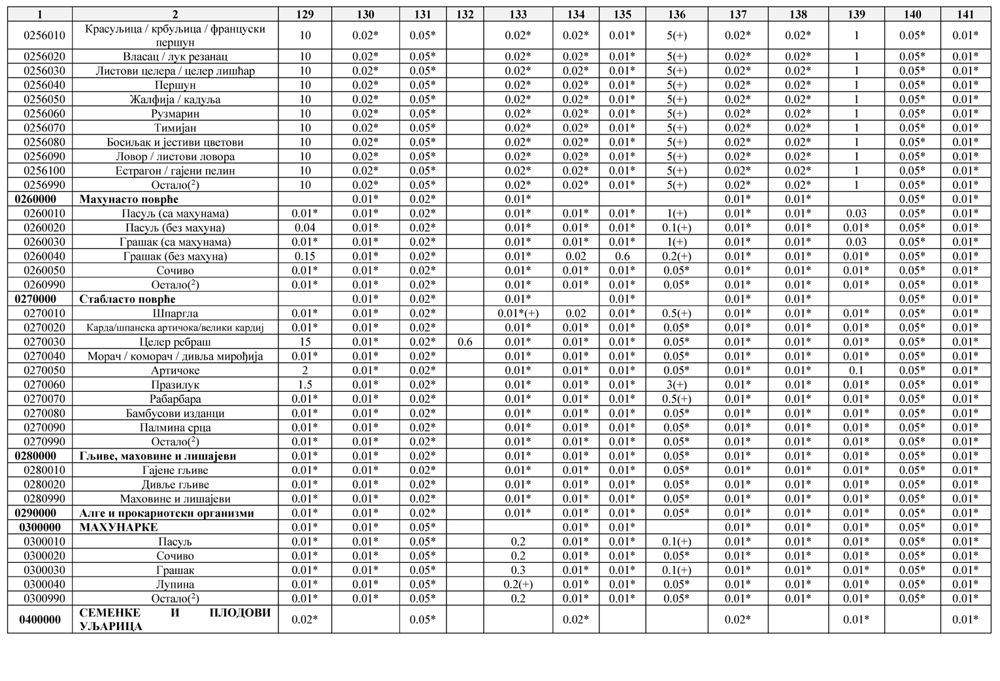 1 2 129 130 131 132 133 134 135 136 137 138 139 140 141
0256010 Красуљица / крбуљица / француски першун 10 0.02* 0.05* 0.02* 0.02* 0.01* 5(+) 0.02* 0.02* 1 0.05* 0.01*
0256020 Власац / лук резанац 10 0.02* 0.05* 0.02* 0.02* 0.01* 5(+) 0.02* 0.02* 1 0.05* 0.01*
0256030 Листови целера / целер лишћар 10 0.02* 0.05* 0.02* 0.02* 0.01* 5(+) 0.02* 0.02* 1 0.05* 0.01*
0256040 Першун 10 0.02* 0.05* 0.02* 0.02* 0.01* 5(+) 0.02* 0.02* 1 0.05* 0.01*
0256050 Жалфија / кадуља 10 0.02* 0.05* 0.02* 0.02* 0.01* 5(+) 0.02* 0.02* 1 0.05* 0.01*
0256060 Рузмарин 10 0.02* 0.05* 0.02* 0.02* 0.01* 5(+) 0.02* 0.02* 1 0.05* 0.01*
0256070 Тимијан 10 0.02* 0.05* 0.02* 0.02* 0.01* 5(+) 0.02* 0.02* 1 0.05* 0.01*
0256080 Босиљак и јестиви цветови 10 0.02* 0.05* 0.02* 0.02* 0.01* 5(+) 0.02* 0.02* 1 0.05* 0.01*
0256090 Ловор / листови ловора 10 0.02* 0.05* 0.02* 0.02* 0.01* 5(+) 0.02* 0.02* 1 0.05* 0.01*
0256100 Естрагон / гајени пелин 10 0.02* 0.05* 0.02* 0.02* 0.01* 5(+) 0.02* 0.02* 1 0.05* 0.01*
0256990 Остало(²) 10 0.02* 0.05* 0.02* 0.02* 0.01* 5(+) 0.02* 0.02* 1 0.05* 0.01*
0260000 Махунасто поврће 0.01* 0.02* 0.01* 0.01* 0.01* 0.05* 0.01*
0260010 Пасуљ (са махунама) 0.01* 0.01* 0.02* 0.01* 0.01* 0.01* 1(+) 0.01* 0.01* 0.03 0.05* 0.01*
0260020 Пасуљ (без махуна) 0.04 0.01* 0.02* 0.01* 0.01* 0.01* 0.1(+) 0.01* 0.01* 0.01* 0.05* 0.01*
0260030 Грашак (са махунама) 0.01* 0.01* 0.02* 0.01* 0.01* 0.01* 1(+) 0.01* 0.01* 0.03 0.05* 0.01*
0260040 Грашак (без махуна) 0.15 0.01* 0.02* 0.01* 0.02 0.6 0.2(+) 0.01* 0.01* 0.01* 0.05* 0.01*
0260050 Сочиво 0.01* 0.01* 0.02* 0.01* 0.01* 0.01* 0.05* 0.01* 0.01* 0.01* 0.05* 0.01*
0260990 Остало(²) 0.01* 0.01* 0.02* 0.01* 0.01* 0.01* 0.05* 0.01* 0.01* 0.01* 0.05* 0.01*
0270000 Стабласто поврће 0.01* 0.02* 0.01* 0.01* 0.01* 0.01* 0.05* 0.01*
0270010 Шпаргла 0.01* 0.01* 0.02* 0.01*(+) 0.02 0.01* 0.5(+) 0.01* 0.01* 0.01* 0.05* 0.01*
0270020 Карда/шпанска артичока/велики кардиј 0.01* 0.01* 0.02* 0.01* 0.01* 0.01* 0.05* 0.01* 0.01* 0.01* 0.05* 0.01*
0270030 Целер ребраш 15 0.01* 0.02* 0.6 0.01* 0.01* 0.01* 0.05* 0.01* 0.01* 0.01* 0.05* 0.01*
0270040 Морач / коморач / дивља мирођија 0.01* 0.01* 0.02* 0.01* 0.01* 0.01* 0.05* 0.01* 0.01* 0.01* 0.05* 0.01*
0270050 Артичоке 2 0.01* 0.02* 0.01* 0.01* 0.01* 0.05* 0.01* 0.01* 0.1 0.05* 0.01*
0270060 Празилук 1.5 0.01* 0.02* 0.01* 0.01* 0.01* 3(+) 0.01* 0.01* 0.01* 0.05* 0.01*
0270070 Рабарбара 0.01* 0.01* 0.02* 0.01* 0.01* 0.01* 0.5(+) 0.01* 0.01* 0.01* 0.05* 0.01*
0270080 Бамбусови изданци 0.01* 0.01* 0.02* 0.01* 0.01* 0.01* 0.05* 0.01* 0.01* 0.01* 0.05* 0.01*
0270090 Палмина срца 0.01* 0.01* 0.02* 0.01* 0.01* 0.01* 0.05* 0.01* 0.01* 0.01* 0.05* 0.01*
0270990 Остало(²) 0.01* 0.01* 0.02* 0.01* 0.01* 0.01* 0.05* 0.01* 0.01* 0.01* 0.05* 0.01*
0280000 Гљиве, маховине и лишајеви 0.01* 0.01* 0.02* 0.01* 0.01* 0.01* 0.05* 0.01* 0.01* 0.01* 0.05* 0.01*
0280010 Гајене гљиве 0.01* 0.01* 0.02* 0.01* 0.01* 0.01* 0.05* 0.01* 0.01* 0.01* 0.05* 0.01*
0280020 Дивље гљиве 0.01* 0.01* 0.02* 0.01* 0.01* 0.01* 0.05* 0.01* 0.01* 0.01* 0.05* 0.01*
0280990 Маховине и лишајеви 0.01* 0.01* 0.02* 0.01* 0.01* 0.01* 0.05* 0.01* 0.01* 0.01* 0.05* 0.01*
0290000 Алге и прокариотски организми 0.01* 0.01* 0.02* 0.01* 0.01* 0.01* 0.05* 0.01* 0.01* 0.01* 0.05* 0.01*
0300000 МАХУНАРКЕ 0.01* 0.01* 0.05* 0.01* 0.01* 0.01* 0.01* 0.01* 0.05* 0.01*
0300010 Пасуљ 0.01* 0.01* 0.05* 0.2 0.01* 0.01* 0.1(+) 0.01* 0.01* 0.01* 0.05* 0.01*
0300020 Сочиво 0.01* 0.01* 0.05* 0.2 0.01* 0.01* 0.05* 0.01* 0.01* 0.01* 0.05* 0.01*
0300030 Грашак 0.01* 0.01* 0.05* 0.3 0.01* 0.01* 0.1(+) 0.01* 0.01* 0.01* 0.05* 0.01*
0300040 Лупина 0.01* 0.01* 0.05* 0.2(+) 0.01* 0.01* 0.05* 0.01* 0.01* 0.01* 0.05* 0.01*
0300990 Остало(²) 0.01* 0.01* 0.05* 0.2 0.01* 0.01* 0.05* 0.01* 0.01* 0.01* 0.05* 0.01*
0400000 СЕМЕНКЕ И ПЛОДОВИ УЉАРИЦА 0.02* 0.05* 0.02* 0.02* 0.01* 0.01*